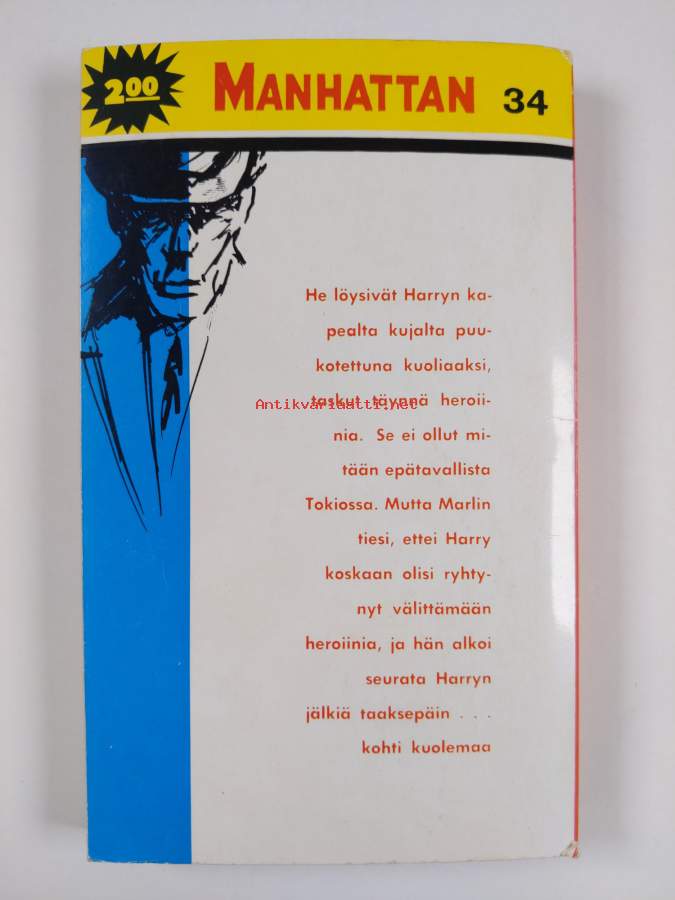 200 MANHATTAN 34
He löysivät Harryn ka-
pealta kujalta puu-
kotettuna kuoliaaksi,
taskut täynnä heroii-
Antikvariaatti.net
nia. Se ei ollut mi-
tään epätavallista
Tokiossa. Mutta Marlin
tiesi, ettei Harry
koskaan olisi ryhty-
nyt välittämään
heroiinia, ja hän alkoi
seurata Harryn
jälkiä taaksepäin . . .
kohti kuolemaa